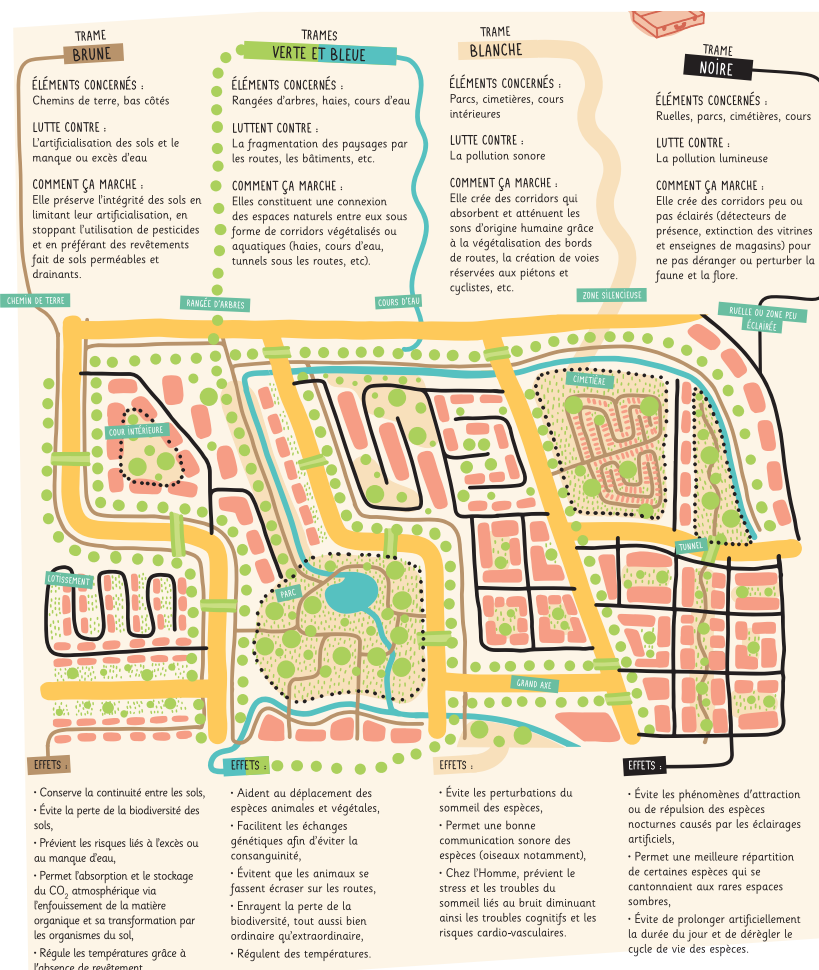 TRAME
BRUNE
ÉLÉMENTS CONCERNÉS :
Chemins de terre, bas côtés
LUTTE CONTRE :
L'artificialisation des sols et le
manque ou excès d'eau
COMMENT ÇA MARCHE :
Elle préserve l'intégrité des sols en
limitant leur artificialisation, en
stoppant l'utilisation de pesticides
et en préférant des revêtements
fait de sols perméables et
drainants.
TRAMES
VERTE ET BLEUE
ÉLÉMENTS CONCERNÉS :
Rangées d'arbres, haies, cours d'eau
LUTTENT CONTRE :
La fragmentation des paysages par
les routes, les bâtiments, etc.
COMMENT ÇA MARCHE :
Elles constituent une connexion
des espaces naturels entre eux sous
forme de corridors végétalisés ou
aquatiques (haies, cours d'eau,
tunnels sous les routes, etc).
TRAME
BLANCHE
ÉLÉMENTS CONCERNÉS :
Parcs, cimetières, cours
intérieures
LUTTE CONTRE :
La pollution sonore
COMMENT ÇA MARCHE :
Elle crée des corridors qui
absorbent et atténuent les
sons d'origine humaine grâce
à la végétalisation des bords
de routes, la création de voies
réservées aux piétons et
cyclistes, etc.
TRAME
NOIRE
ÉLÉMENTS CONCERNÉS :
Ruelles, parcs, cimétières, cours
LUTTE CONTRE :
La pollution lumineuse
COMMENT ÇA MARCHE :
Elle crée des corridors peu ou
pas éclairés (détecteurs de
présence, extinction des vitrines
et enseignes de magasins) pour
ne pas déranger ou perturber la
faune et la flore.
CHEMIN DE TERRE
RANGÉE D'ARBRES
COURS D'EAU
ZONE SILENCIEUSE
RUELLE OU ZONE PEU
ÉCLAIRÉE
CIMETIÈRE
COUR INTÉRIEURE
TUNNEL
LOTISSEMENT
PARC
GRAND AXE
EFFETS :
• Conserve la continuité entre les sols,
• Évite la perte de la biodiversité des
sols,
• Prévient les risques liés à l'excès ou
au manque d'eau,
• Permet l'absorption et le stockage
du CO2 atmosphérique via
l'enfouissement de la matière
organique et sa transformation par
les organismes du sol,
• Régule les températures grâce à
l'absence de revêtement
EFFETS :
• Aident au déplacement des
espèces animales et végétales,
• Facilitent les échanges
génétiques afin d'éviter la
consanguinité,
• Évitent que les animaux se
fassent écraser sur les routes,
• Enrayent la perte de la
biodiversité, tout aussi bien
ordinaire qu'extraordinaire,
• Régulent des températures.
EFFETS :
• Évite les perturbations du
sommeil des espèces,
• Permet une bonne
communication sonore des
espèces (oiseaux notamment),
• Chez l'Homme, prévient le
stress et les troubles du
sommeil liés au bruit diminuant
ainsi les troubles cognitifs et les
risques cardio-vasculaires.
EFFETS :
• Évite les phénomènes d'attraction
ou de répulsion des espèces
nocturnes causés par les éclairages
artificiels,
• Permet une meilleure répartition
de certaines espèces qui se
cantonnaient aux rares espaces
sombres,
• Évite de prolonger artificiellement
la durée du jour et de dérègler le
cycle de vie des espèces.